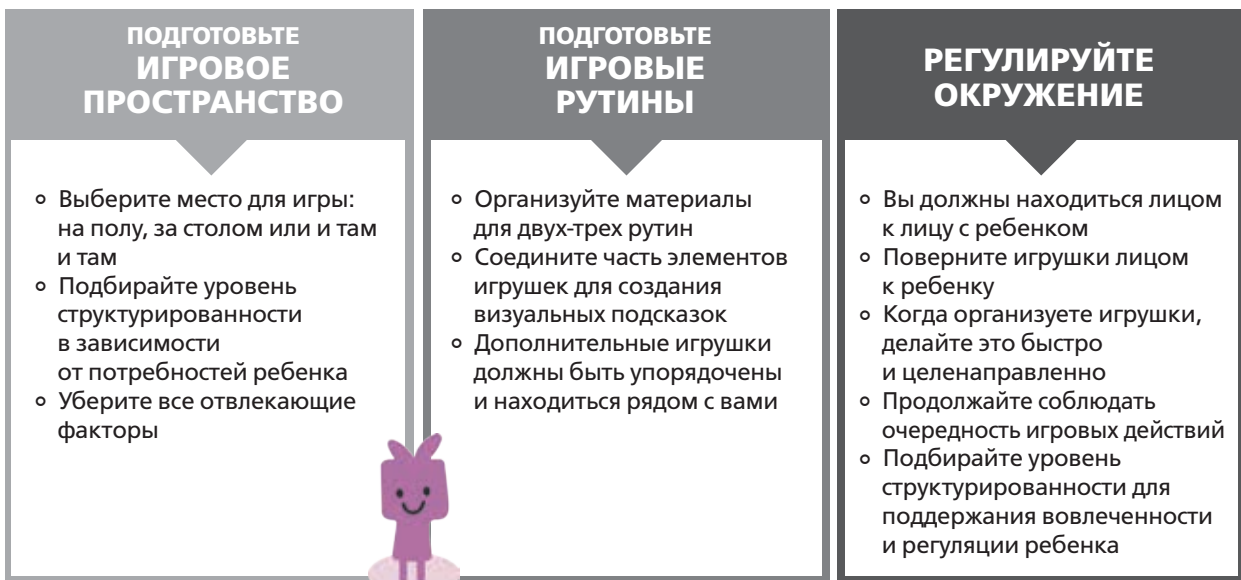 ПОДГОТОВЬТЕ
ИГРОВОЕ
ПРОСТРАНСТВО
◦ Выберите место для игры:
на полу, за столом или и там
и там
◦ Подбирайте уровень
структурированности
в зависимости
от потребностей ребенка
◦ Уберите все отвлекающие
факторы
ПОДГОТОВЬТЕ
ИГРОВЫЕ
РУТИНЫ
◦ Организуйте материалы
для двух-трех рутин
◦ Соедините часть элементов
игрушек для создания
визуальных подсказок
◦ Дополнительные игрушки
должны быть упорядочены
и находиться рядом с вами
РЕГУЛИРУЙТЕ
ОКРУЖЕНИЕ
◦ Вы должны находиться лицом
к лицу с ребенком
◦ Поверните игрушки лицом
к ребенку
◦ Когда организуете игрушки,
делайте это быстро
и целенаправленно
◦ Продолжайте соблюдать
очередность игровых действий
◦ Подбирайте уровень
структурированности для
поддержания вовлеченности
и регуляции ребенка